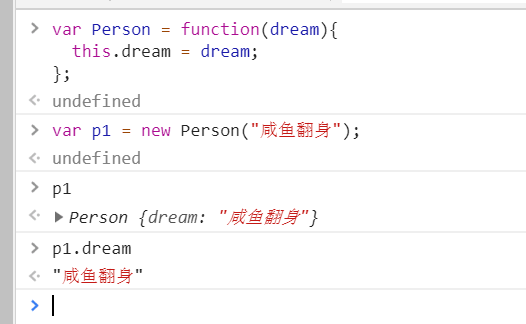 > var Person = function(dream){
this.dream = dream;
};
<· undefined
> var p1 = new Person("咸鱼翻身");
<· undefined
> p1
<· ▶ Person {dream: "咸鱼翻身"}
> p1.dream
<· "咸鱼翻身"
>